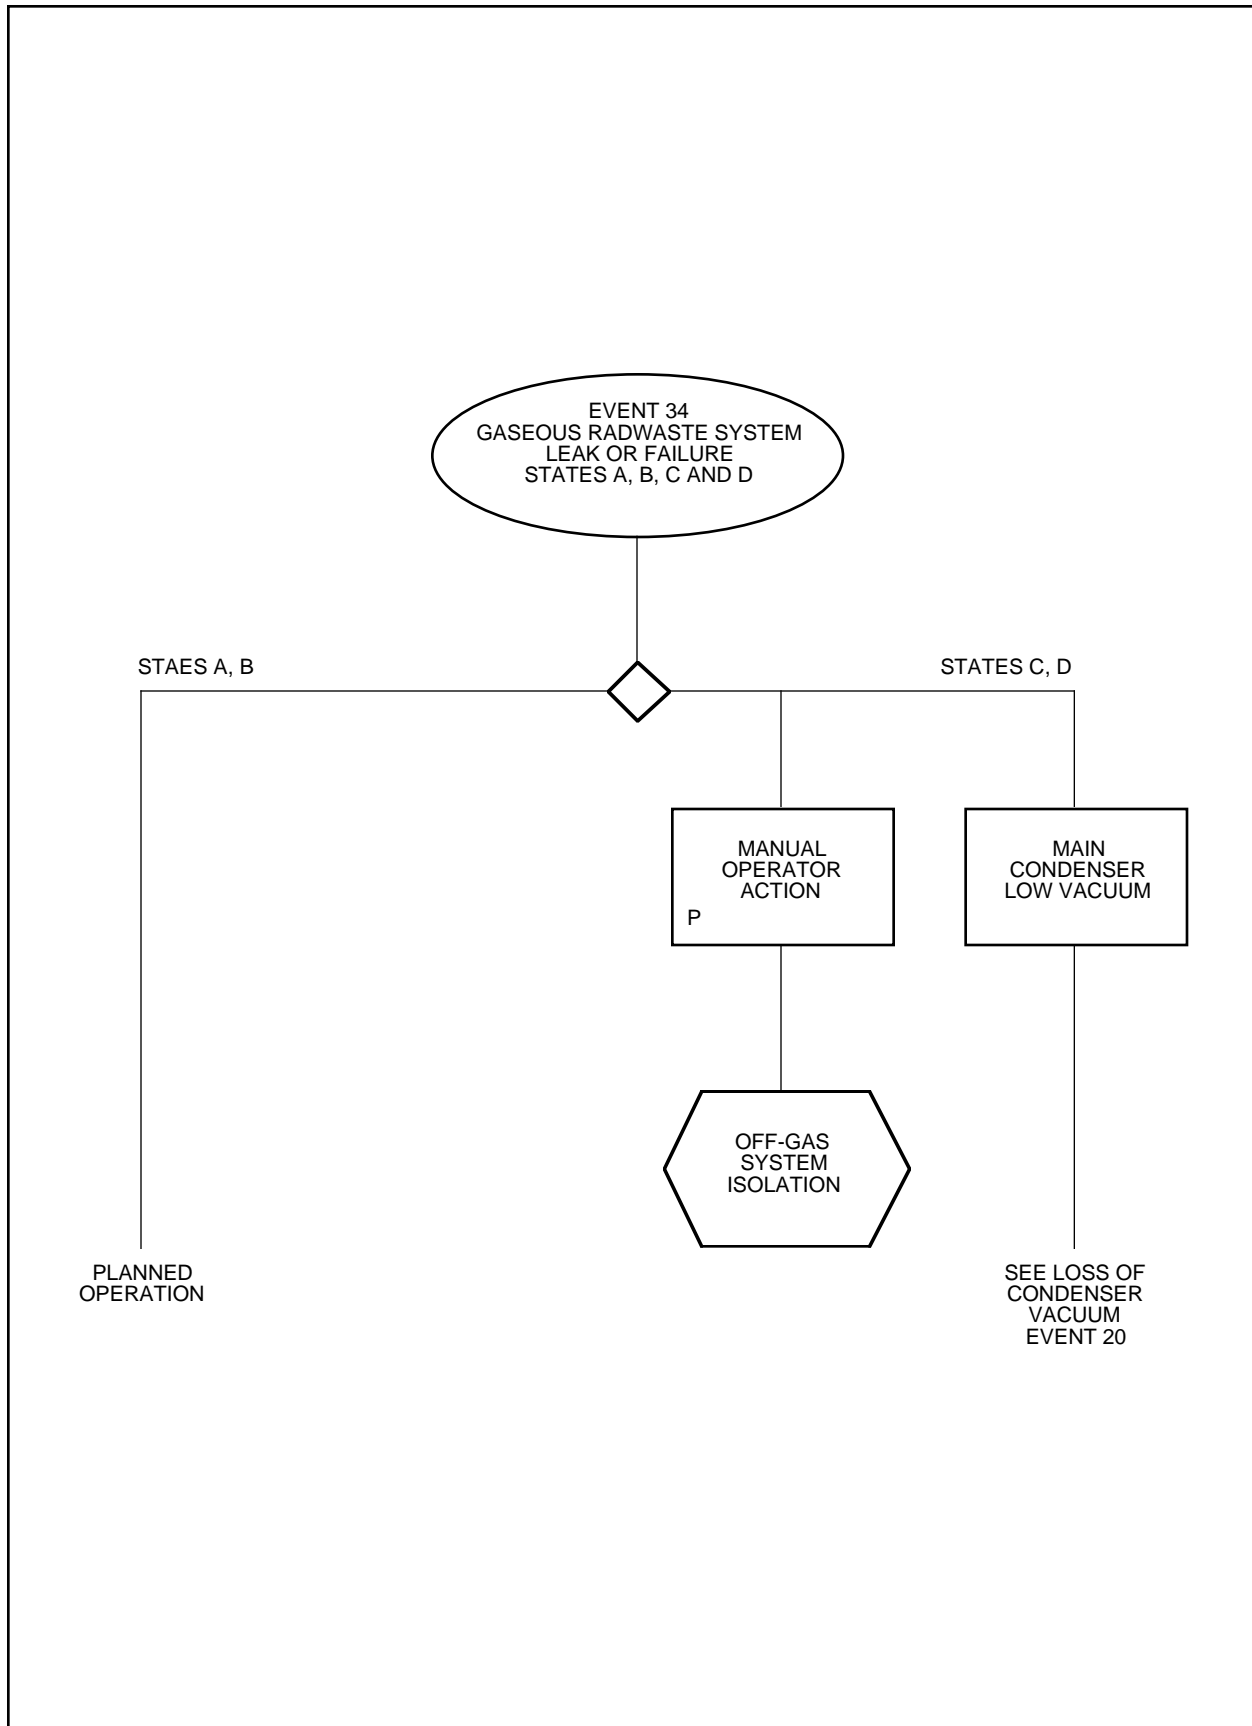 EVENT 34
GASEOUS RADWASTE SYSTEM
LEAK OR FAILURE
STATES A, B, C AND D
STAES A, B
STATES C, D
MANUAL
OPERATOR
ACTION
P
MAIN
CONDENSER
LOW VACUUM
OFF-GAS
SYSTEM
ISOLATION
PLANNED
OPERATION
SEE LOSS OF
CONDENSER
VACUUM
EVENT 20